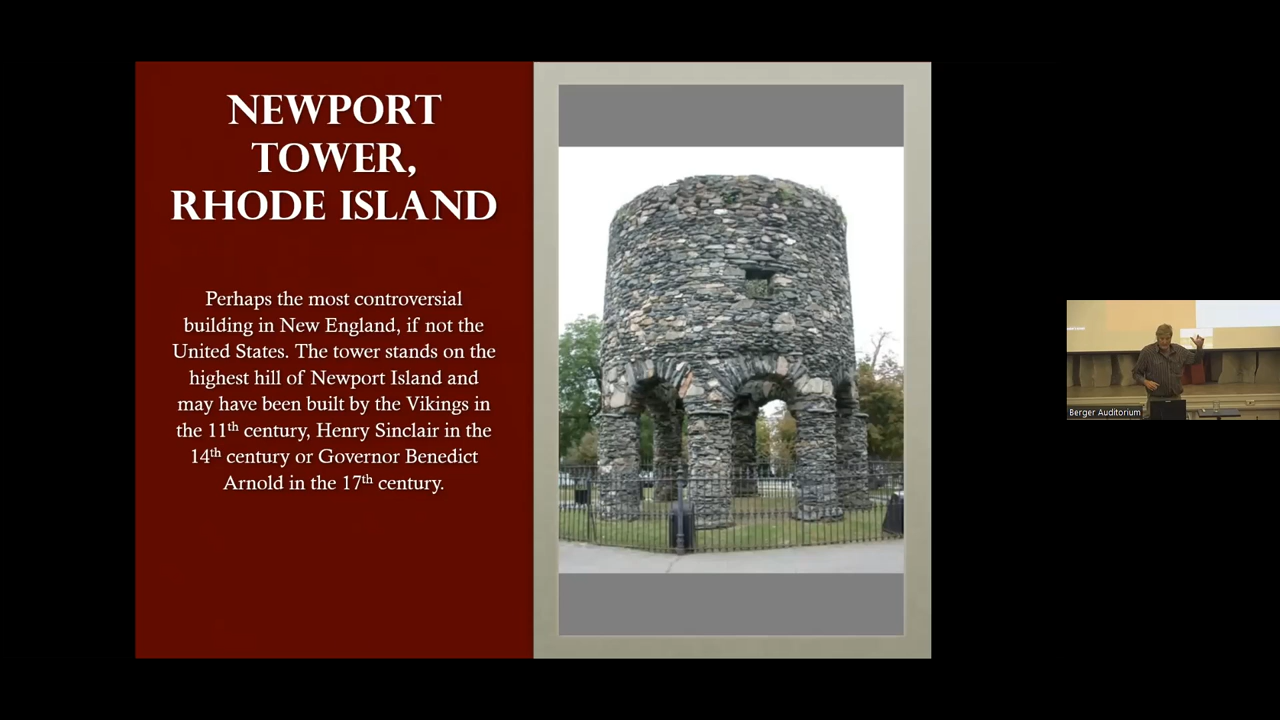 NEWPORT
TOWER,
RHODE ISLAND
Perhaps the most controversial
building in New England, if not the
United States. The tower stands on the
highest hill of Newport Island and
may have been built by the Vikings in
the 11th century, Henry Sinclair in the
14th century or Governor Benedict
Arnold in the 17th century.
Berger Auditorium